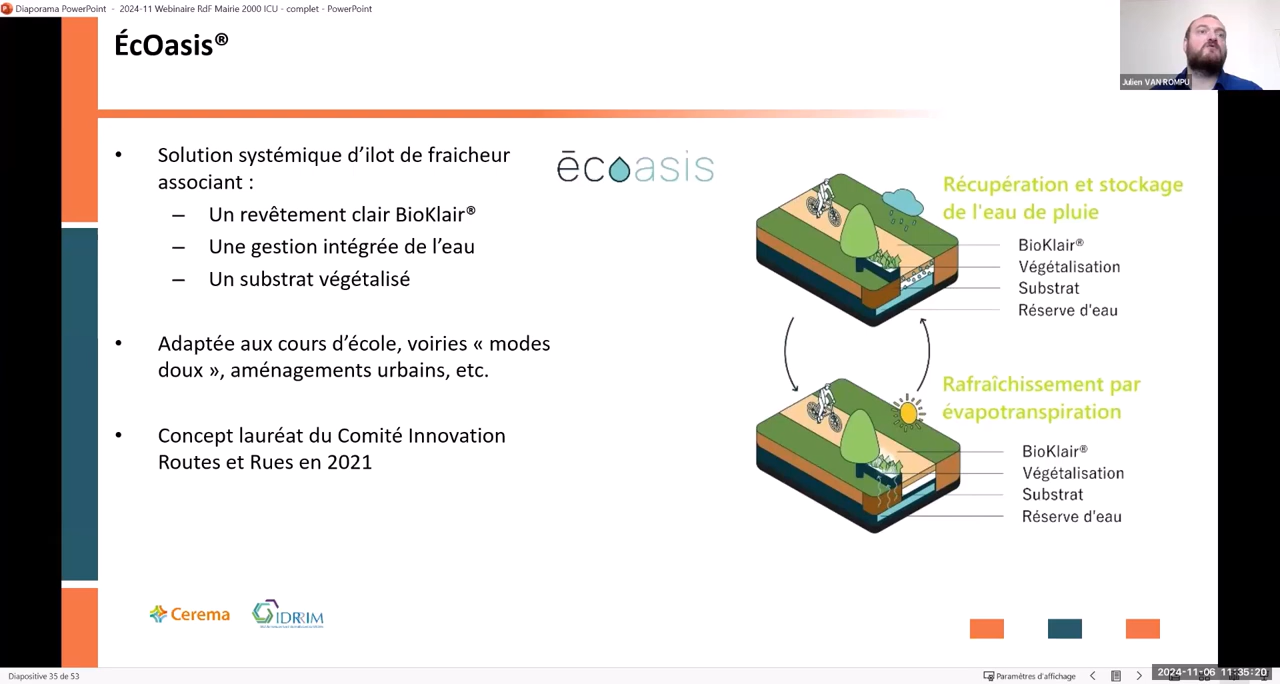 Diaporama PowerPoint - 2024-11 Webinaire RdF Mairie 2000 ICU - complet - PowerPoint
ÉcOasis®
Julien VAN ROMPU
• Solution systémique d’ilot de fraicheur
associant :
– Un revêtement clair BioKlair®
– Une gestion intégrée de l’eau
– Un substrat végétalisé
• Adaptée aux cours d’école, voiries « modes
doux », aménagements urbains, etc.
• Concept lauréat du Comité Innovation
Routes et Rues en 2021
ēcoasis
Récupération et stockage
de l'eau de pluie
BioKlair®
Végétalisation
Substrat
Réserve d'eau
Rafraîchissement par
évapotranspiration
BioKlair®
Végétalisation
Substrat
Réserve d'eau
Cerema
IDRRIM
Diapositive 35 de 53
Paramètres d'affichage
2024-11-06 11:35:20